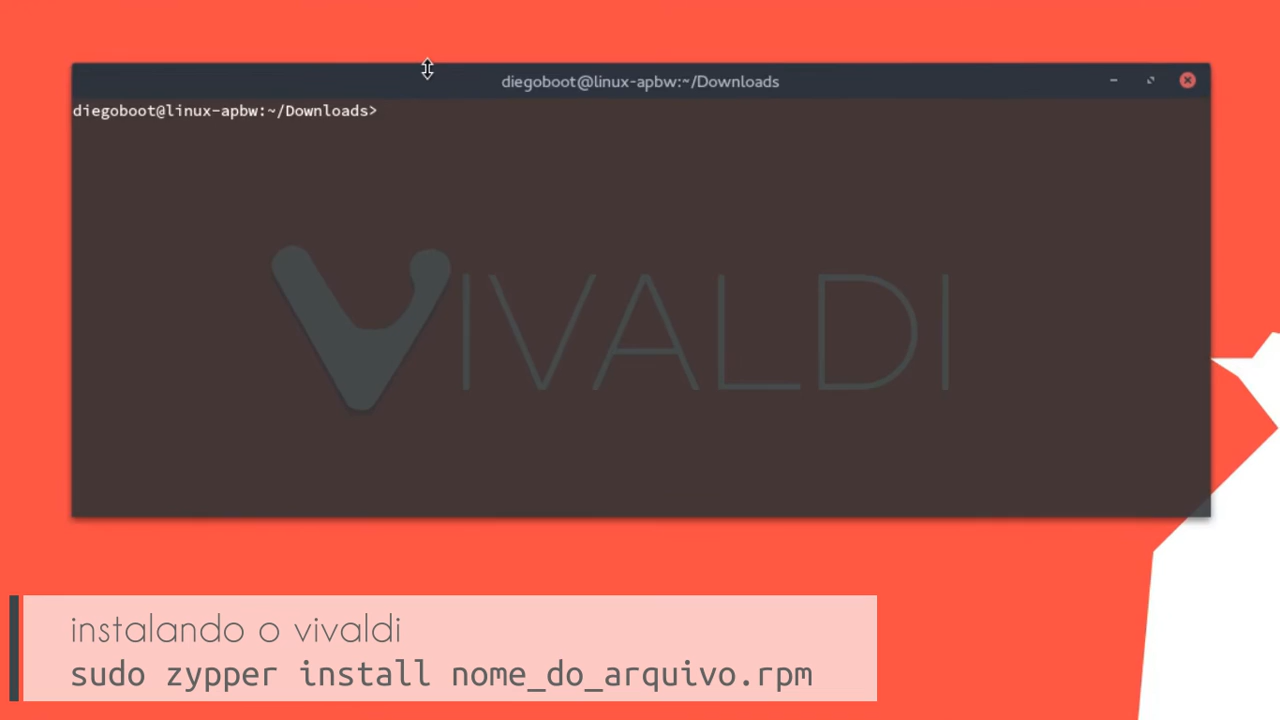 diegoboot@linux-apbw:~/Downloads
diegoboot@linux-apbw:~/Downloads>
VIVALDI
instalando o vivaldi
sudo zypper install nome_do_arquivo.rpm